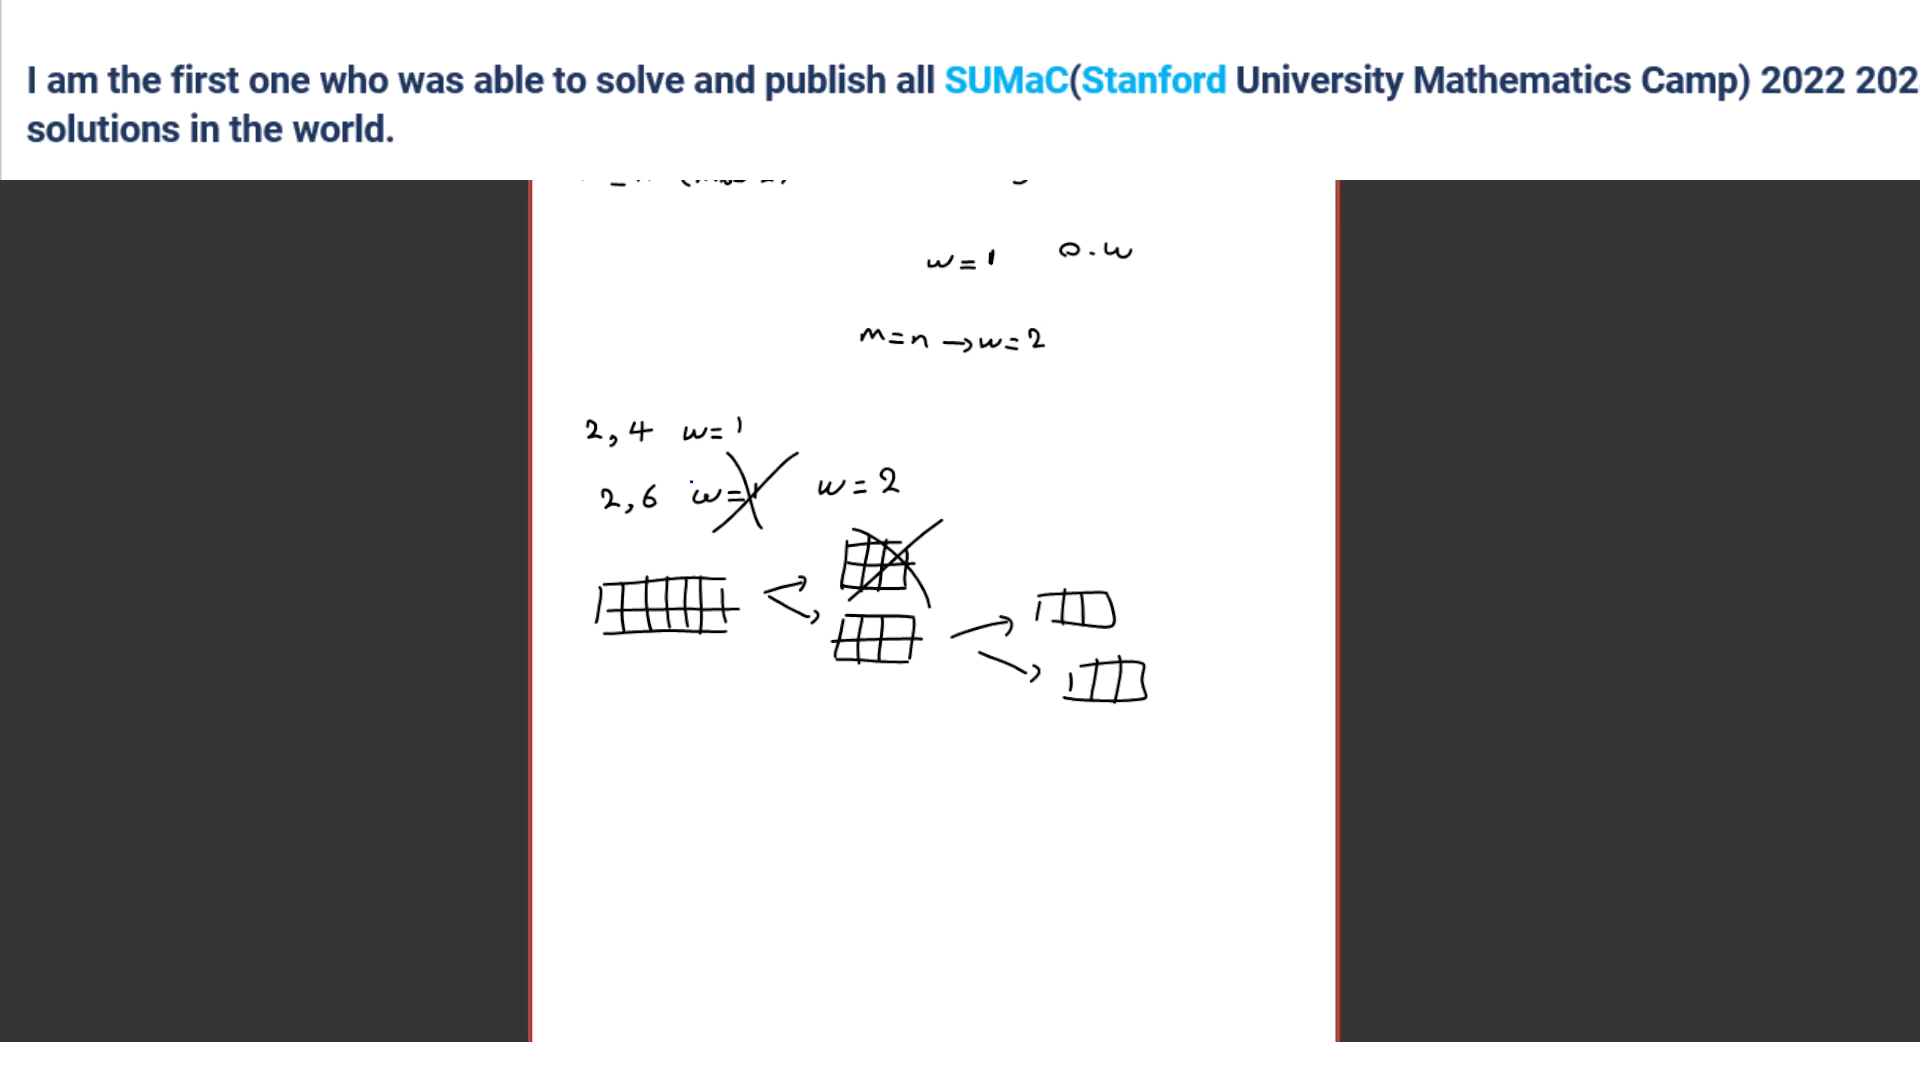 I am the first one who was able to solve and publish all SUMaC(Stanford University Mathematics Camp) 2022 202
solutions in the world.
w=1 o.w
m=n →w=2
2,4 w=1
2,6 w=1 w=2